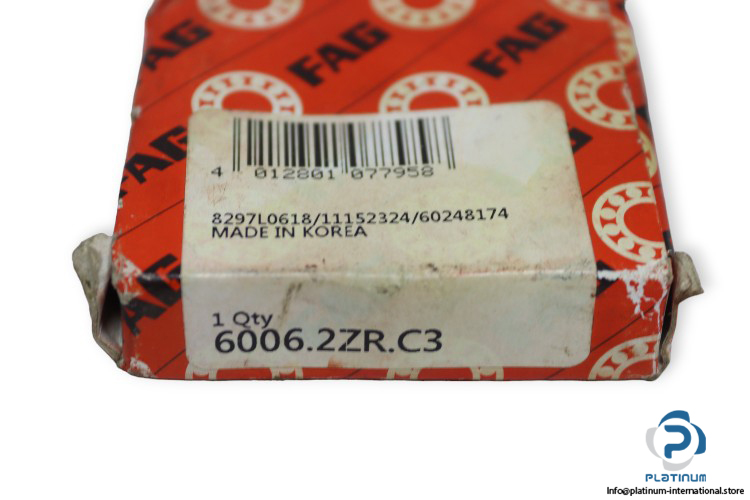 FAG
FAG
FAG
4 012801 077958
8297L0618/11152324/60248174
MADE IN KOREA
FAG
1 Qty
6006.2ZR.C3
PLATINUM
Info@platinum-international.store